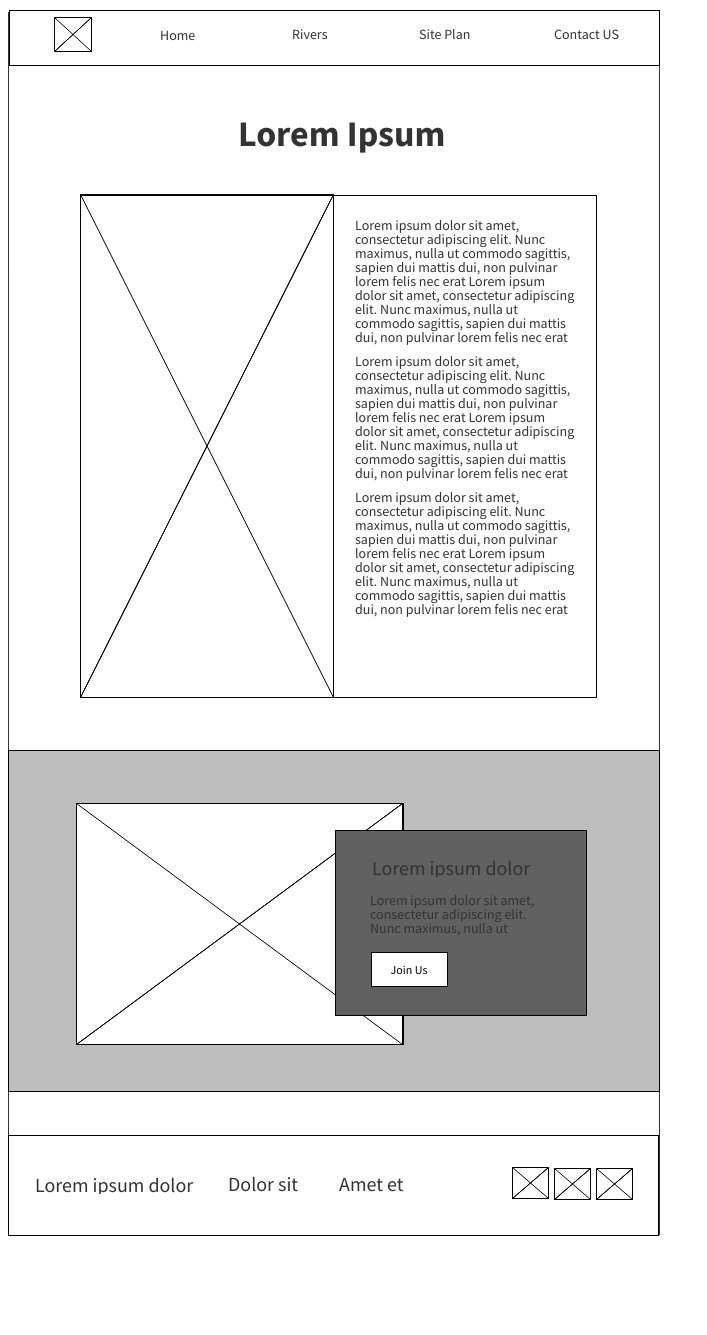 Home Rivers Site Plan Contact US
Lorem Ipsum
Lorem ipsum dolor sit amet,
consectetur adipiscing elit. Nunc
maximus, nulla ut commodo sagittis,
sapien dui mattis dui, non pulvinar
lorem felis nec erat Lorem ipsum
dolor sit amet, consectetur adipiscing
elit. Nunc maximus, nulla ut
commodo sagittis, sapien dui mattis
dui, non pulvinar lorem felis nec erat
Lorem ipsum dolor sit amet,
consectetur adipiscing elit. Nunc
maximus, nulla ut commodo sagittis,
sapien dui mattis dui, non pulvinar
lorem felis nec erat Lorem ipsum
dolor sit amet, consectetur adipiscing
elit. Nunc maximus, nulla ut
commodo sagittis, sapien dui mattis
dui, non pulvinar lorem felis nec erat
Lorem ipsum dolor sit amet,
consectetur adipiscing elit. Nunc
maximus, nulla ut commodo sagittis,
sapien dui mattis dui, non pulvinar
lorem felis nec erat Lorem ipsum
dolor sit amet, consectetur adipiscing
elit. Nunc maximus, nulla ut
commodo sagittis, sapien dui mattis
dui, non pulvinar lorem felis nec erat
Lorem ipsum dolor
Lorem ipsum dolor sit amet,
consectetur adipiscing elit.
Nunc maximus, nulla ut
Join Us
Lorem ipsum dolor Dolor sit Amet et